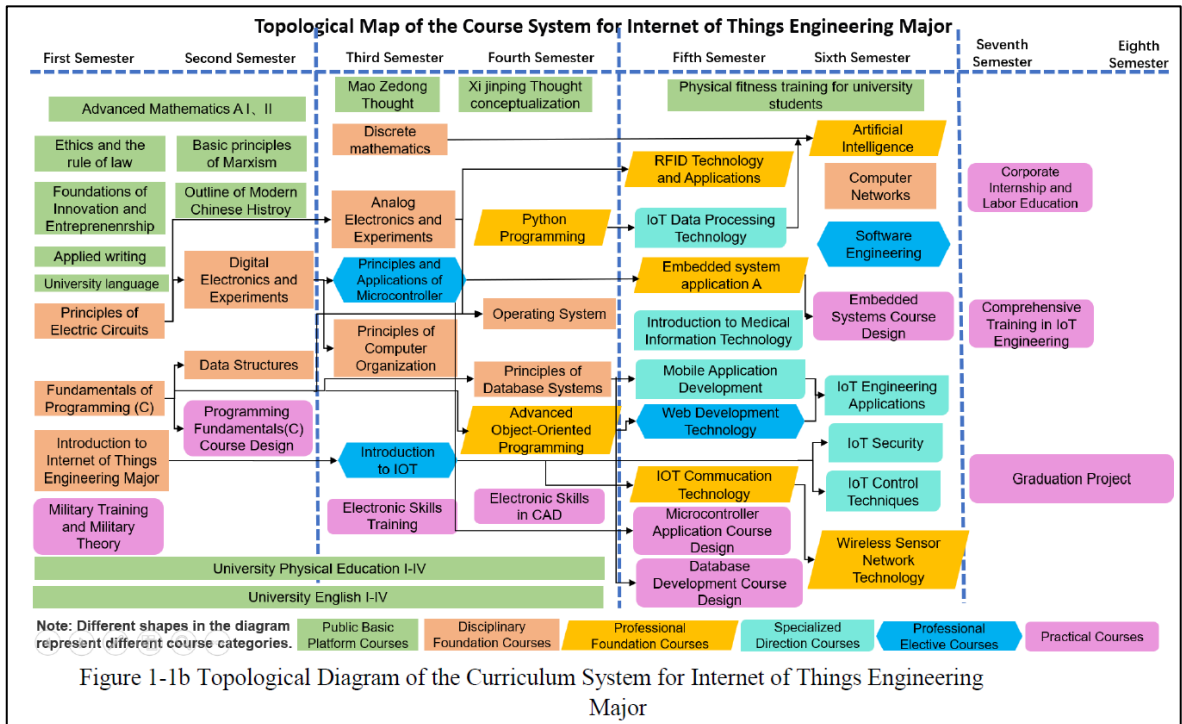 Topological Map of the Course System for Internet of Things Engineering Major
First Semester
Second Semester
Third Semester
Fourth Semester
Fifth Semester
Sixth Semester
Seventh
Semester
Eighth
Semester
Advanced Mathematics A I、II
Mao Zedong
Thought
Xi jinping Thought
conceptualization
Physical fitness training for university
students
Ethics and the
rule of law
Basic principles
of Marxism
Discrete
mathematics
Artificial
Intelligence
RFID Technology
and Applications
Computer
Networks
Corporate
Internship and
Labor Education
Foundations of
Innovation and
Entreprenenrship
Outline of Modern
Chinese Histroy
Analog
Electronics and
Experiments
Python
Programming
IoT Data Processing
Technology
Software
Engineering
Applied writing
University language
Digital
Electronics and
Experiments
Principles and
Applications of
Microcontroller
Embedded system
application A
Principles of
Electric Circuits
Operating System
Embedded
Systems Course
Design
Comprehensive
Training in IoT
Engineering
Principles of
Computer
Organization
Introduction to Medical
Information Technology
Data Structures
Fundamentals of
Programming (C)
Principles of
Database Systems
Mobile Application
Development
IoT Engineering
Applications
Programming
Fundamentals(C)
Course Design
Advanced
Object-Oriented
Programming
Web Development
Technology
Introduction to
Internet of Things
Engineering Major
Introduction
to IOT
IoT Security
IOT Commucation
Technology
IoT Control
Techniques
Graduation Project
Military Training
and Military
Theory
Electronic Skills
Training
Electronic Skills
in CAD
Microcontroller
Application Course
Design
Wireless Sensor
Network
Technology
University Physical Education I-IV
Database
Development Course
Design
University English I-IV
Note: Different shapes in the diagram
represent different course categories.
Public Basic
Platform Courses
Disciplinary
Foundation Courses
Professional
Foundation Courses
Specialized
Direction Courses
Professional
Elective Courses
Practical Courses
Figure 1-1b Topological Diagram of the Curriculum System for Internet of Things Engineering
Major